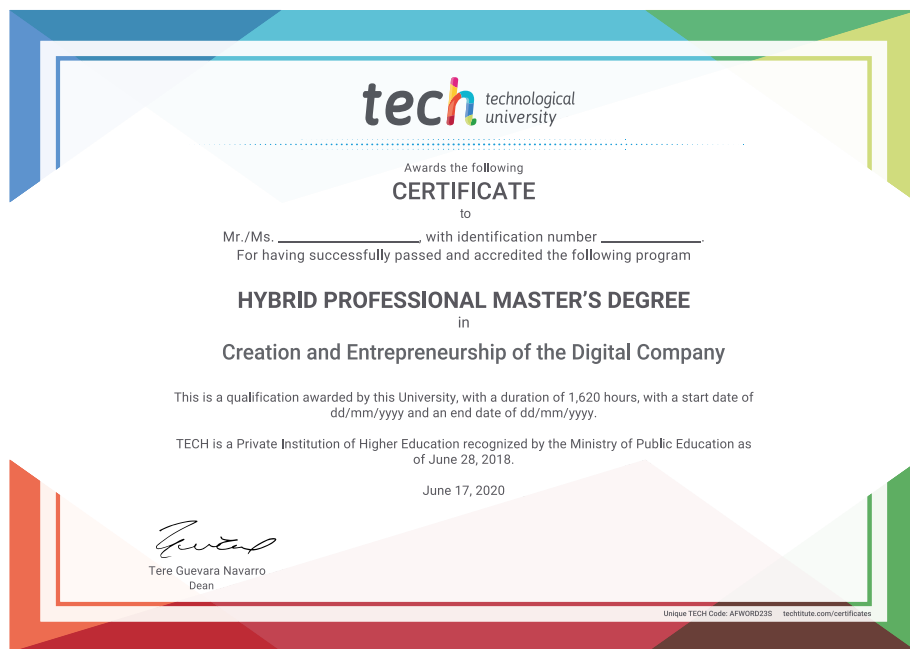 tech technological
university
Awards the following
CERTIFICATE
to
Mr./Ms. ____________________, with identification number ______________.
For having successfully passed and accredited the following program
HYBRID PROFESSIONAL MASTER’S DEGREE
in
Creation and Entrepreneurship of the Digital Company
This is a qualification awarded by this University, with a duration of 1,620 hours, with a start date of
dd/mm/yyyy and an end date of dd/mm/yyyy.
TECH is a Private Institution of Higher Education recognized by the Ministry of Public Education as
of June 28, 2018.
June 17, 2020
Tere Guevara Navarro
Dean
Unique TECH Code: AFWORD23S techtitute.com/certificates